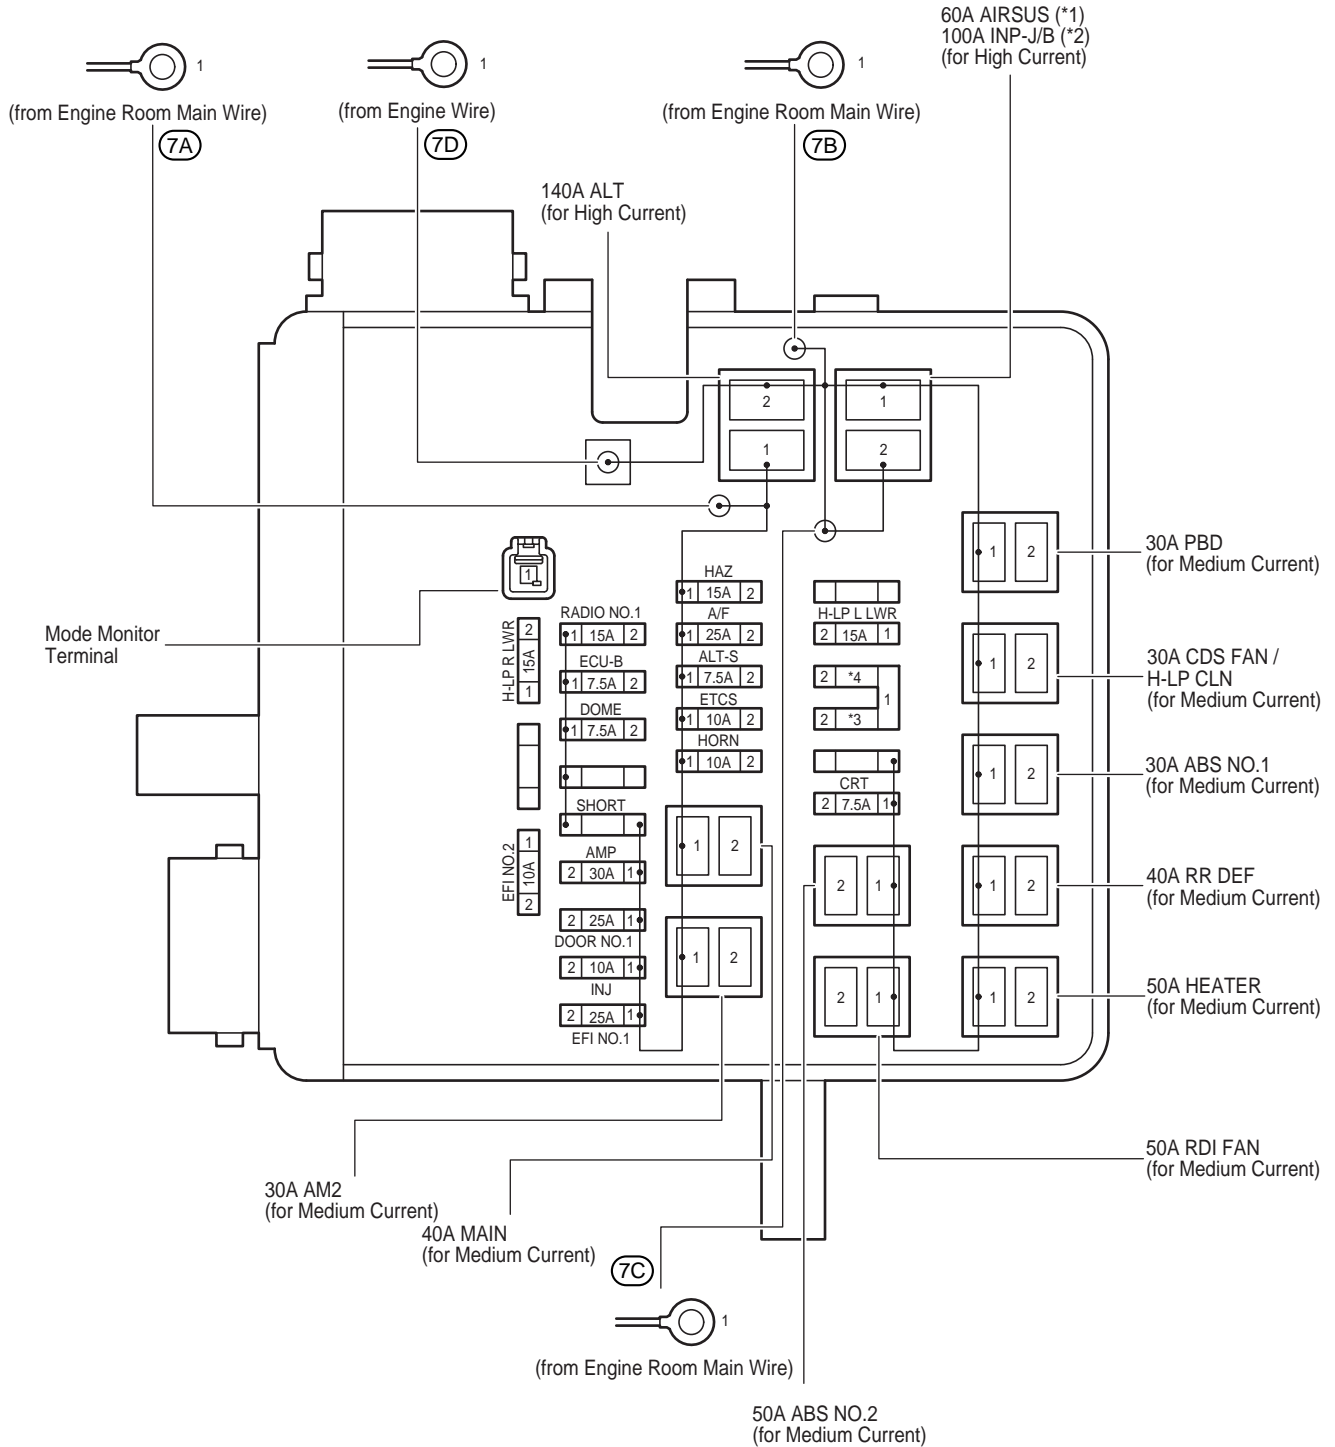 60A AIRSUS (*1)
100A INP-J/B (*2)
(for High Current)
1
1
1
(from Engine Room Main Wire)
(from Engine Wire)
(from Engine Room Main Wire)
7A
7D
7B
140A ALT
(for High Current)
2
1
1
2
1 2
30A PBD
(for Medium Current)
1
HAZ
1 15A 2
RADIO NO.1
1 15A 2
A/F
1 25A 2
H-LP L LWR
2 15A 1
Mode Monitor
Terminal
H-LP R LWR
2 15A 1
ECU-B
1 7.5A 2
ALT-S
1 7.5A 2
2 *4
1
2 *3
1 2
30A CDS FAN /
H-LP CLN
(for Medium Current)
DOME
1 7.5A 2
ETCS
1 10A 2
HORN
1 10A 2
1 2
30A ABS NO.1
(for Medium Current)
CRT
2 7.5A 1
SHORT
EFI NO.2
1 10A 2
AMP
2 30A 1
1 2
2 1
1 2
40A RR DEF
(for Medium Current)
2 25A 1
DOOR NO.1
2 10A 1
INJ
2 25A 1
EFI NO.1
1 2
2 1
1 2
50A HEATER
(for Medium Current)
50A RDI FAN
(for Medium Current)
30A AM2
(for Medium Current)
40A MAIN
(for Medium Current)
7C
1
(from Engine Room Main Wire)
50A ABS NO.2
(for Medium Current)